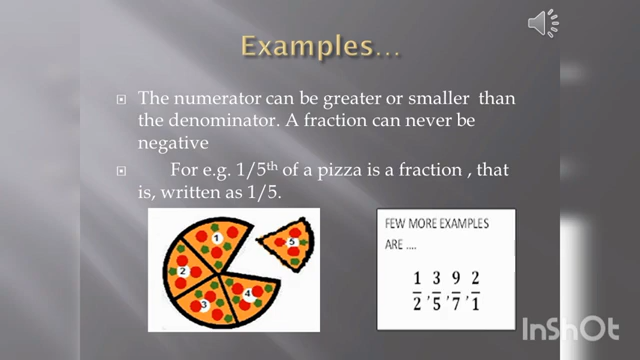 Examples...
The numerator can be greater or smaller than
the denominator. A fraction can never be
negative
For e.g. 1/5th of a pizza is a fraction , that
is, written as 1/5.
1
2
3
4
5
FEW MORE EXAMPLES
ARE ....
1/2 , 3/5 , 9/7 , 2/1
InShOt